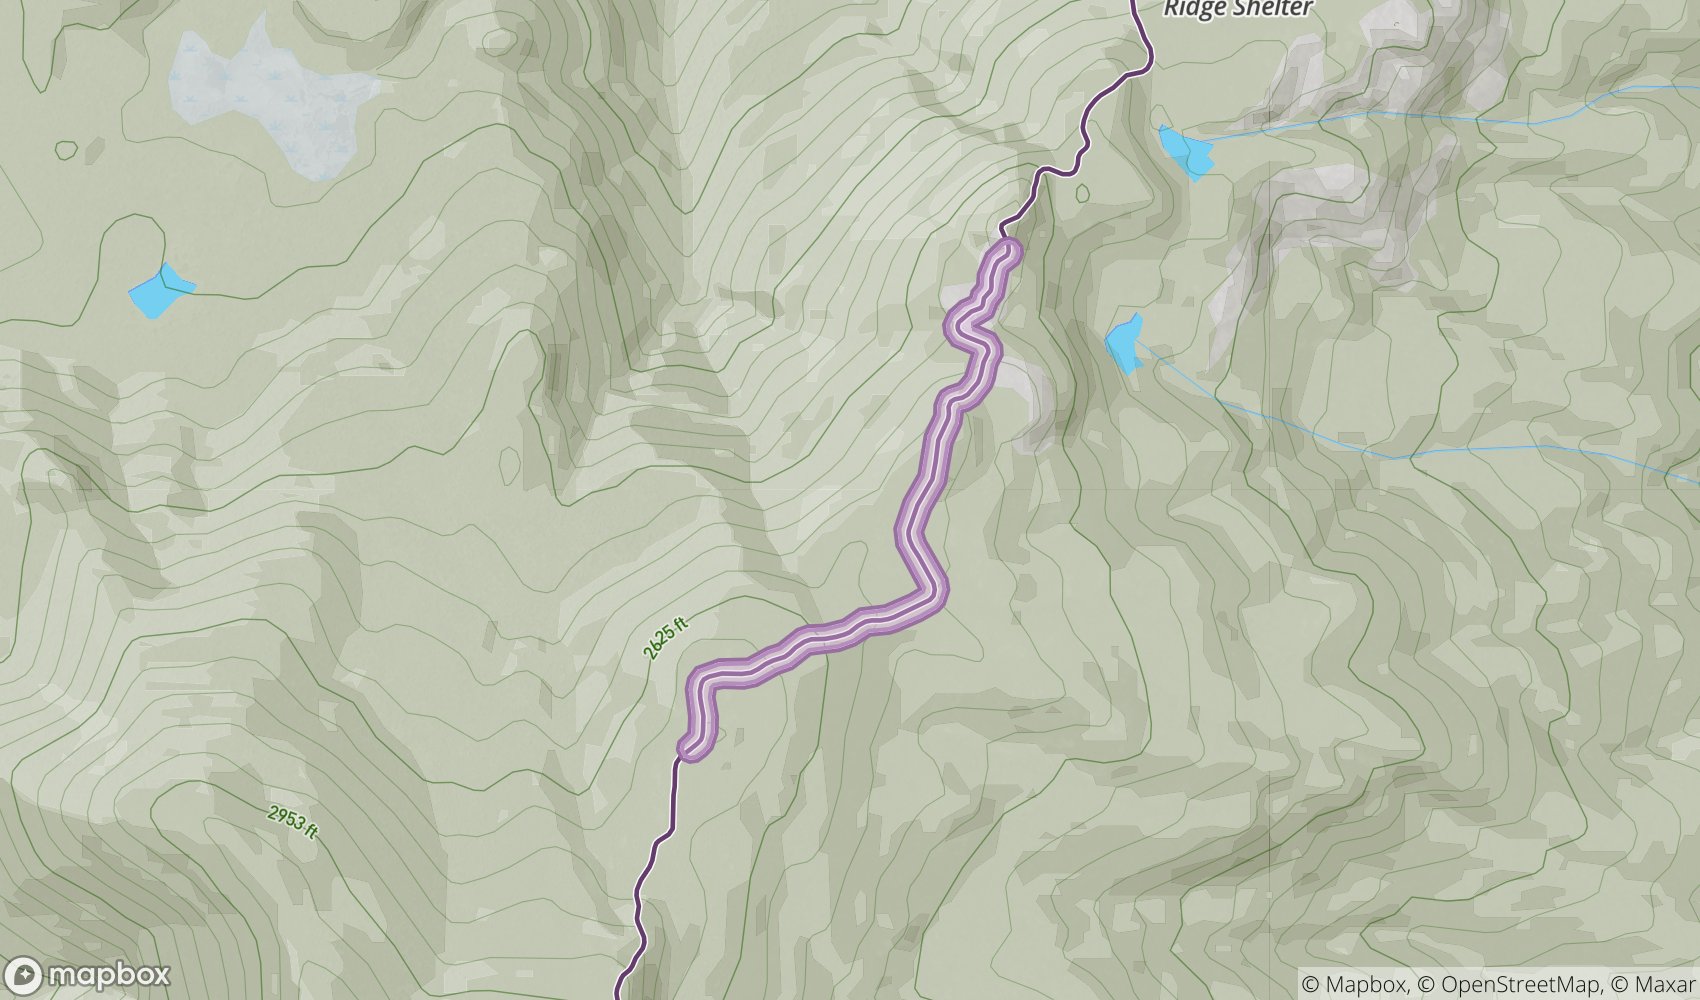 Ridge Shelter
2625 ft
2953 ft
mapbox
© Mapbox, © OpenStreetMap, © Maxar